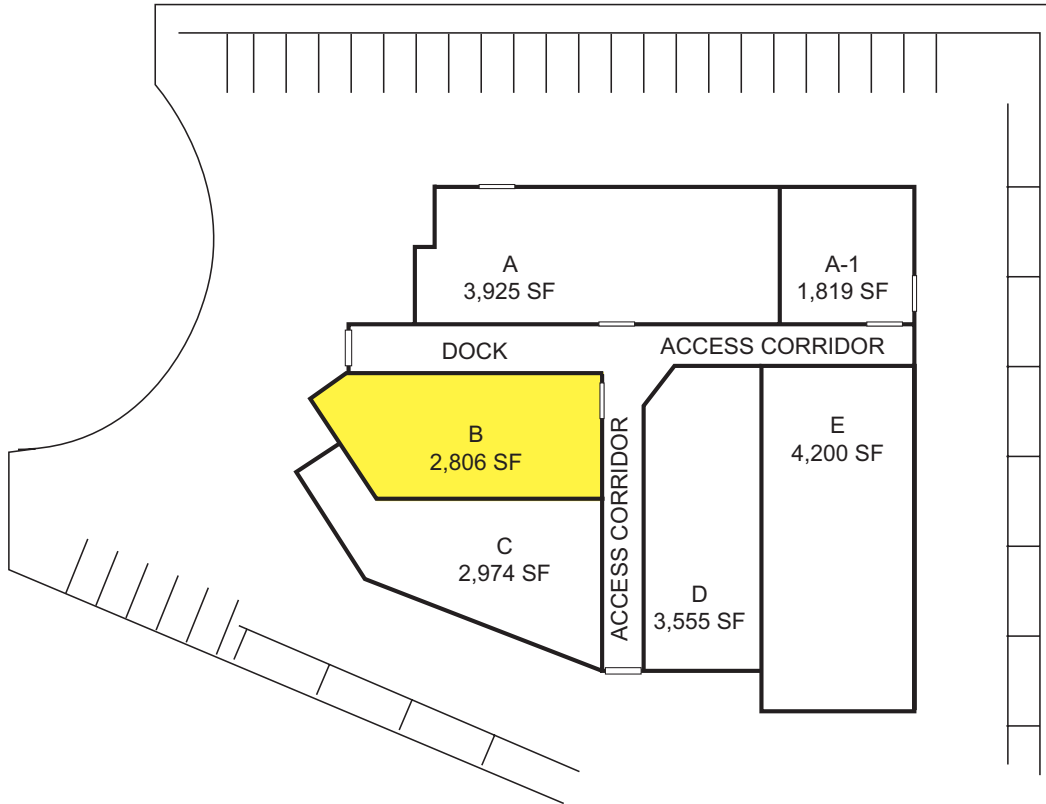 A
3,925 SF
A-1
1,819 SF
DOCK
ACCESS CORRIDOR
B
2,806 SF
E
4,200 SF
ACCESS CORRIDOR
C
2,974 SF
D
3,555 SF